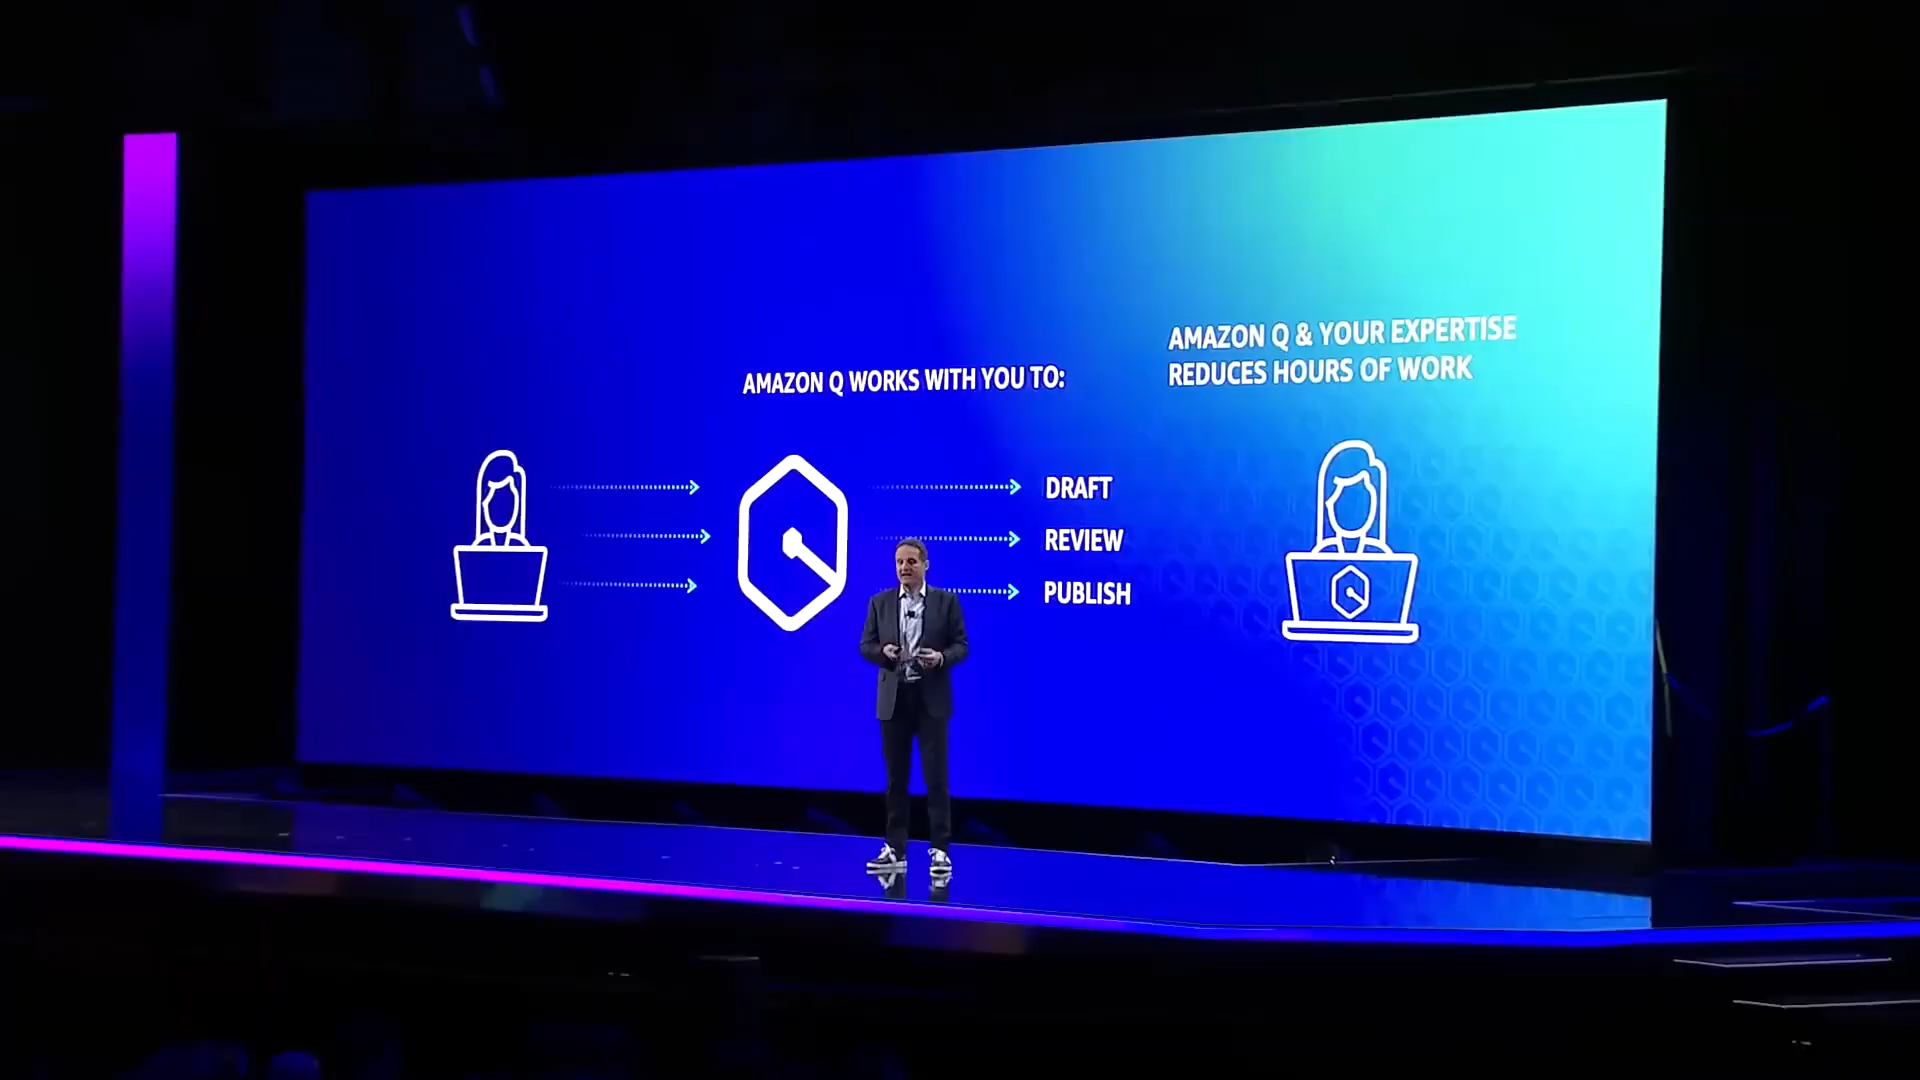 AMAZON Q WORKS WITH YOU TO:
DRAFT
REVIEW
PUBLISH
AMAZON Q & YOUR EXPERTISE
REDUCES HOURS OF WORK